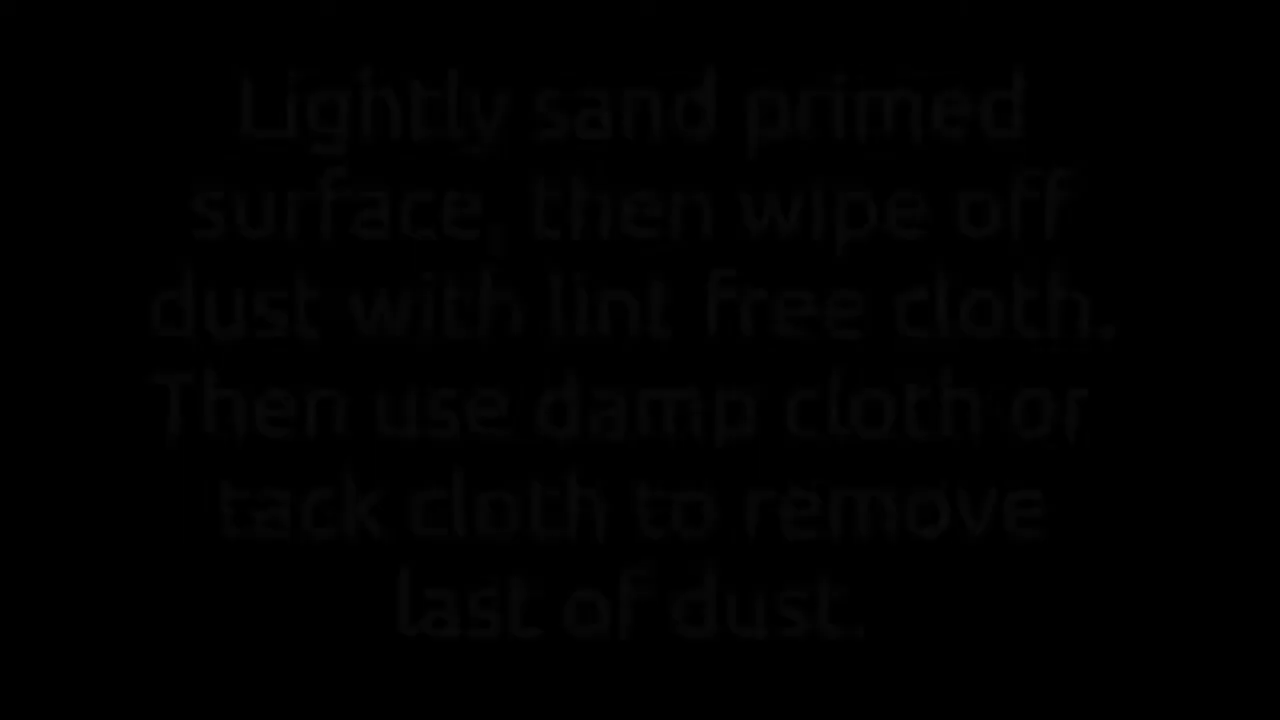 Lightly sand primed
surface, then wipe off
dust with lint free cloth.
Then use damp cloth or
tack cloth to remove
last of dust.